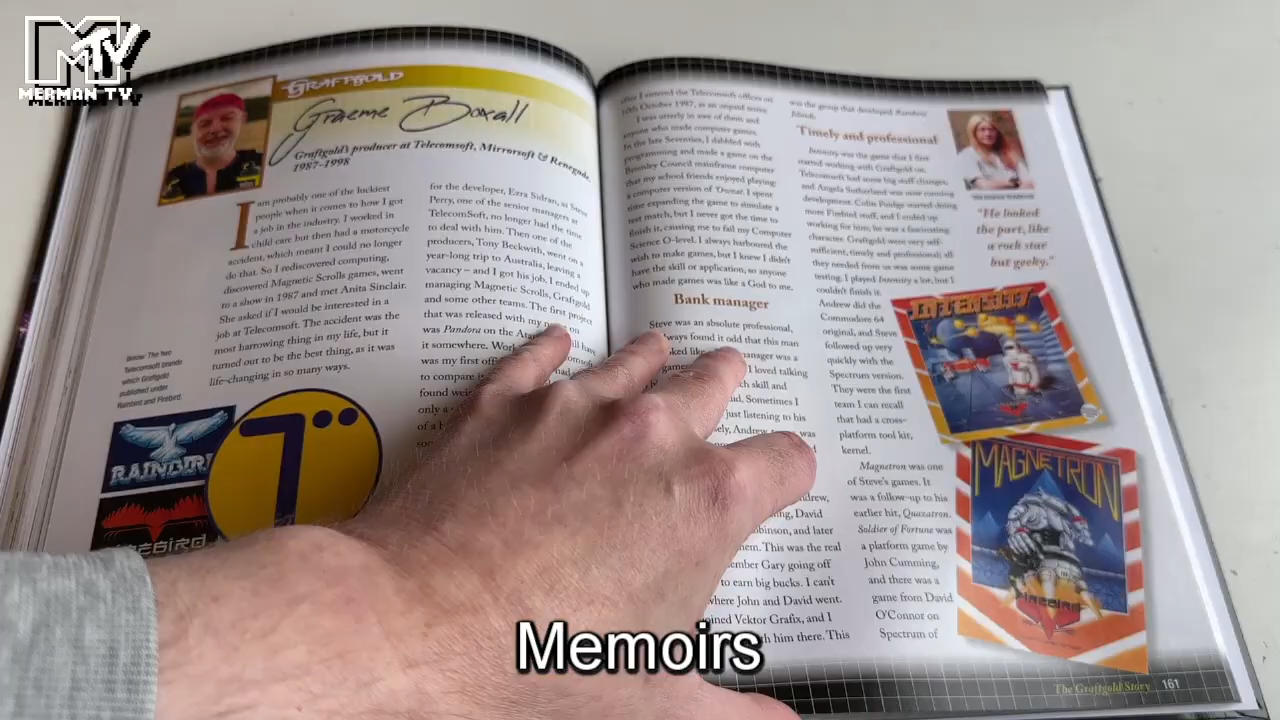 MTV
MERMAN TV
GRAFTGOLD
Graeme Boxall
Graftgold's producer at Telecomsoft, Mirrorsoft & Renegade,
1987-1998
I am probably one of the luckiest
people when it comes to how I got
a job in the industry. I worked in
child care but then had a motorcycle
accident, which meant I could no longer
do that. So I rediscovered computing,
discovered Magnetic Scrolls games, went
to a show in 1987 and met Anita Sinclair.
She asked if I would be interested in a
job at Telecomsoft. The accident was the
most harrowing thing in my life, but it
turned out to be the best thing, as it was
life-changing in so many ways.
Below: The two
Telecomsoft brands
which Graftgold
published under
Rainbird and Firebird.
RAINBIRD
FIREBIRD
T
for the developer, Ezra Sidran, as Steve
Perry, one of the senior managers at
TelecomSoft, no longer had the time
to deal with him. Then one of the
producers, Tony Beckwith, went on a
year-long trip to Australia, leaving a
vacancy – and I got his job. I ended up
managing Magnetic Scrolls, Graftgold
and some other teams. The first project
that was released with my name on
was Pandora on the
it somewhere.
was my first
to compare
found
only a
of a
after I entered the Telecomsoft offices on
October 1987, as an
I was utterly in awe of them and
anyone who made computer games.
In the late Seventies, I dabbled with
programming and made a game on the
Bromley Council mainframe computer
that my school friends enjoyed playing:
a computer version of 'Owzat'. I spent
time expanding the game to simulate a
test match, but I never got the time to
finish it, causing me to fail my Computer
Science O-level. I always harboured the
wish to make games, but I knew I didn't
have the skill or application, so anyone
who made games was like a God to me.
Bank manager
Steve was an absolute professional,
always found it odd that this man
manager was a
I loved talking
skill and
Sometimes I
just listening to his
Andrew was
David
and later
This was the real
Gary going off
to earn big bucks. I can't
where John and David went.
joined Vektor Grafix, and I
him there. This
was the group that developed
Timely and professional
Intensity was the game that I first
started working with Graftgold on.
Telecomsoft had some big staff changes,
and Angela Sutherland was now running
development. Colin Fuidge started doing
more Firebird stuff, and I ended up
working for him; he was a fascinating
character. Graftgold were very self-
sufficient, timely and professional; all
they needed from us was some game
testing. I played Intensity a lot, but I
couldn't finish it.
Andrew did the
Commodore 64
original, and Steve
followed up very
quickly with the
Spectrum version.
They were the first
team I can recall
that had a cross-
platform tool kit,
kernel.
Magnetron was one
of Steve's games. It
was a follow-up to his
earlier hit, Quazatron.
Soldier of Fortune was
a platform game by
John Cumming,
and there was a
game from David
O'Connor on
Spectrum of
"He looked
the part, like
a rock star
but geeky."
INTENSITY
MAGNETRON
FIREBIRD
The Graftgold Story 161
Memoirs